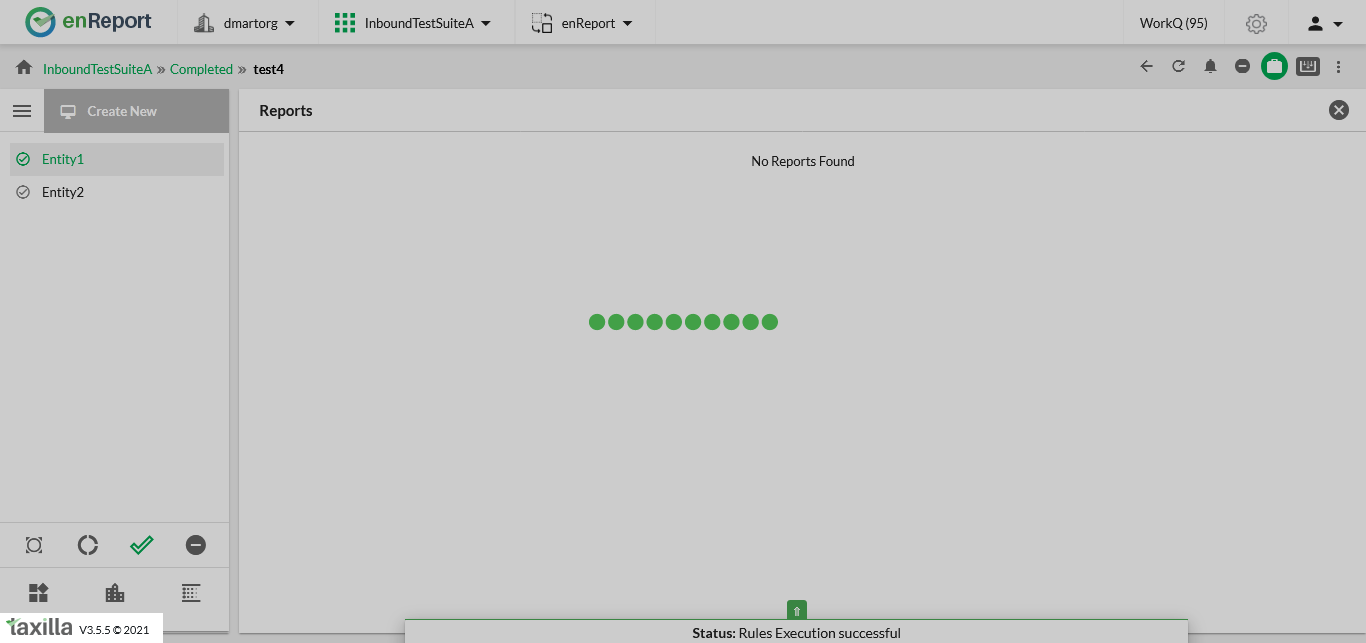 enReport
dmartorg
InboundTestSuiteA
enReport
WorkQ (95)
InboundTestSuiteA » Completed » test4
Create New
Reports
No Reports Found
Entity1
Entity2
taxilla V3.5.5 © 2021
Status: Rules Execution successful